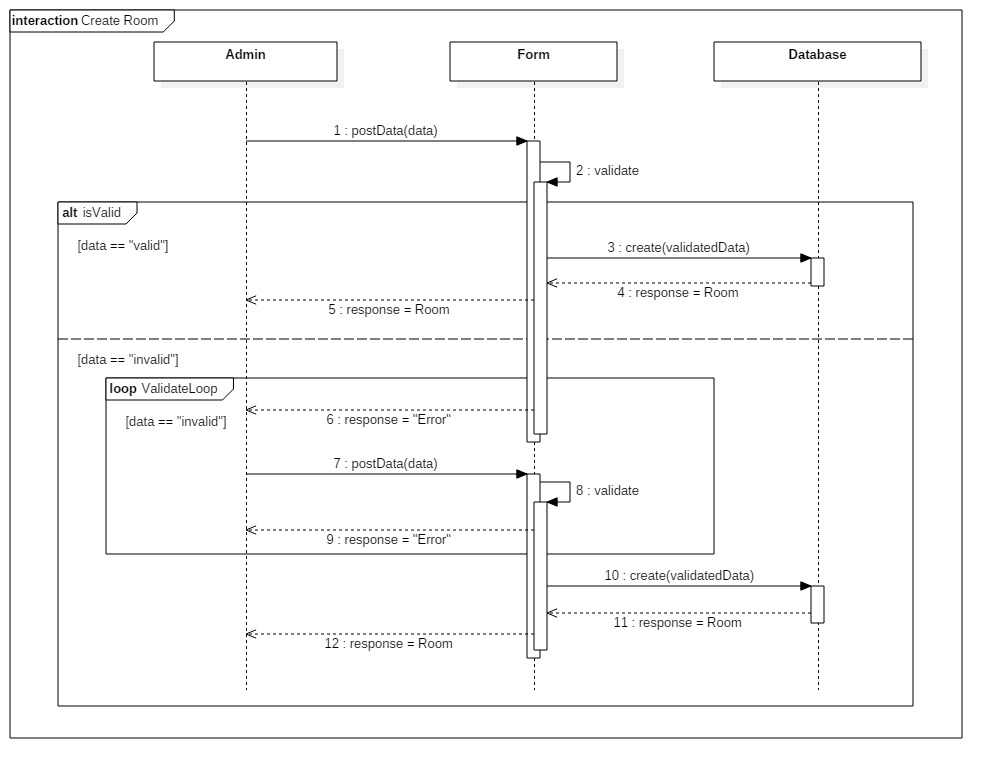 interaction Create Room
Admin
Form
Database
1 : postData(data)
2 : validate
alt isValid
[data == "valid"]
3 : create(validatedData)
4 : response = Room
5 : response = Room
[data == "invalid"]
loop ValidateLoop
[data == "invalid"]
6 : response = "Error"
7 : postData(data)
8 : validate
9 : response = "Error"
10 : create(validatedData)
11 : response = Room
12 : response = Room